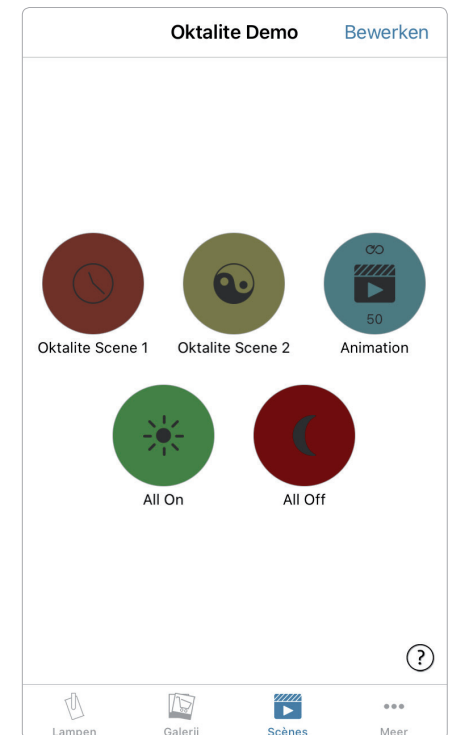 Oktalite Demo Bewerken
50
Oktalite Scene 1 Oktalite Scene 2 Animation
All On All Off
?
Lampen Galerij Scènes Meer